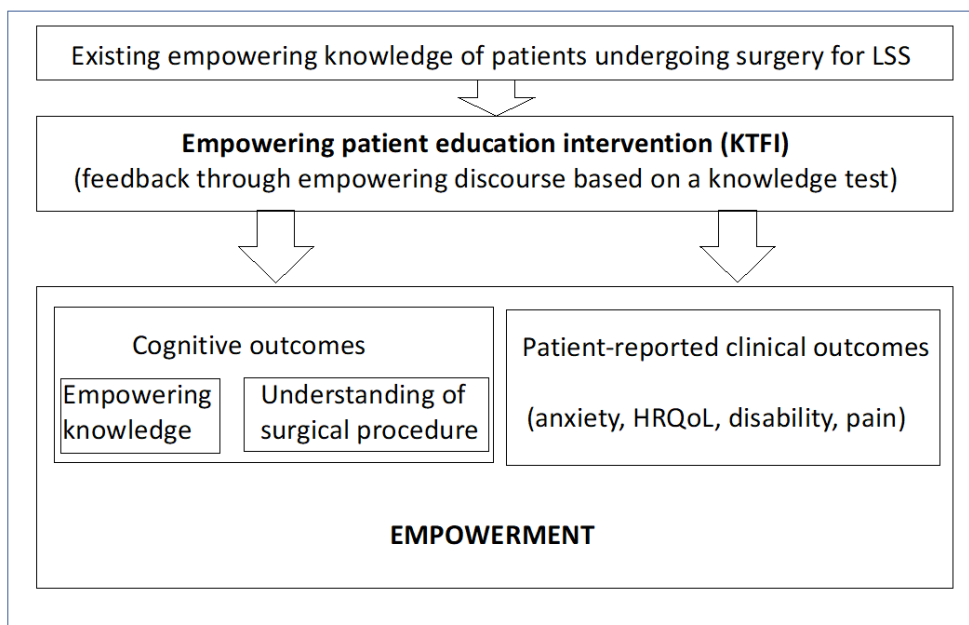 Existing empowering knowledge of patients undergoing surgery for LSS
Empowering patient education intervention (KTFI)
(feedback through empowering discourse based on a knowledge test)
Cognitive outcomes
Empowering
knowledge
Understanding of
surgical procedure
Patient-reported clinical outcomes
(anxiety, HRQoL, disability, pain)
EMPOWERMENT